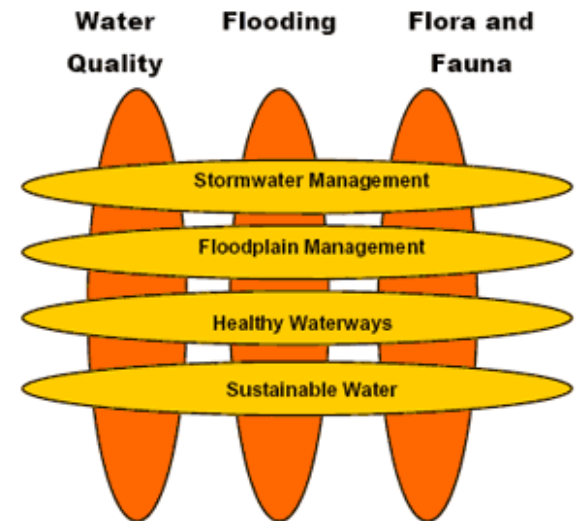 Water Flooding Flora and
Quality Fauna
Stormwater Management
Floodplain Management
Healthy Waterways
Sustainable Water